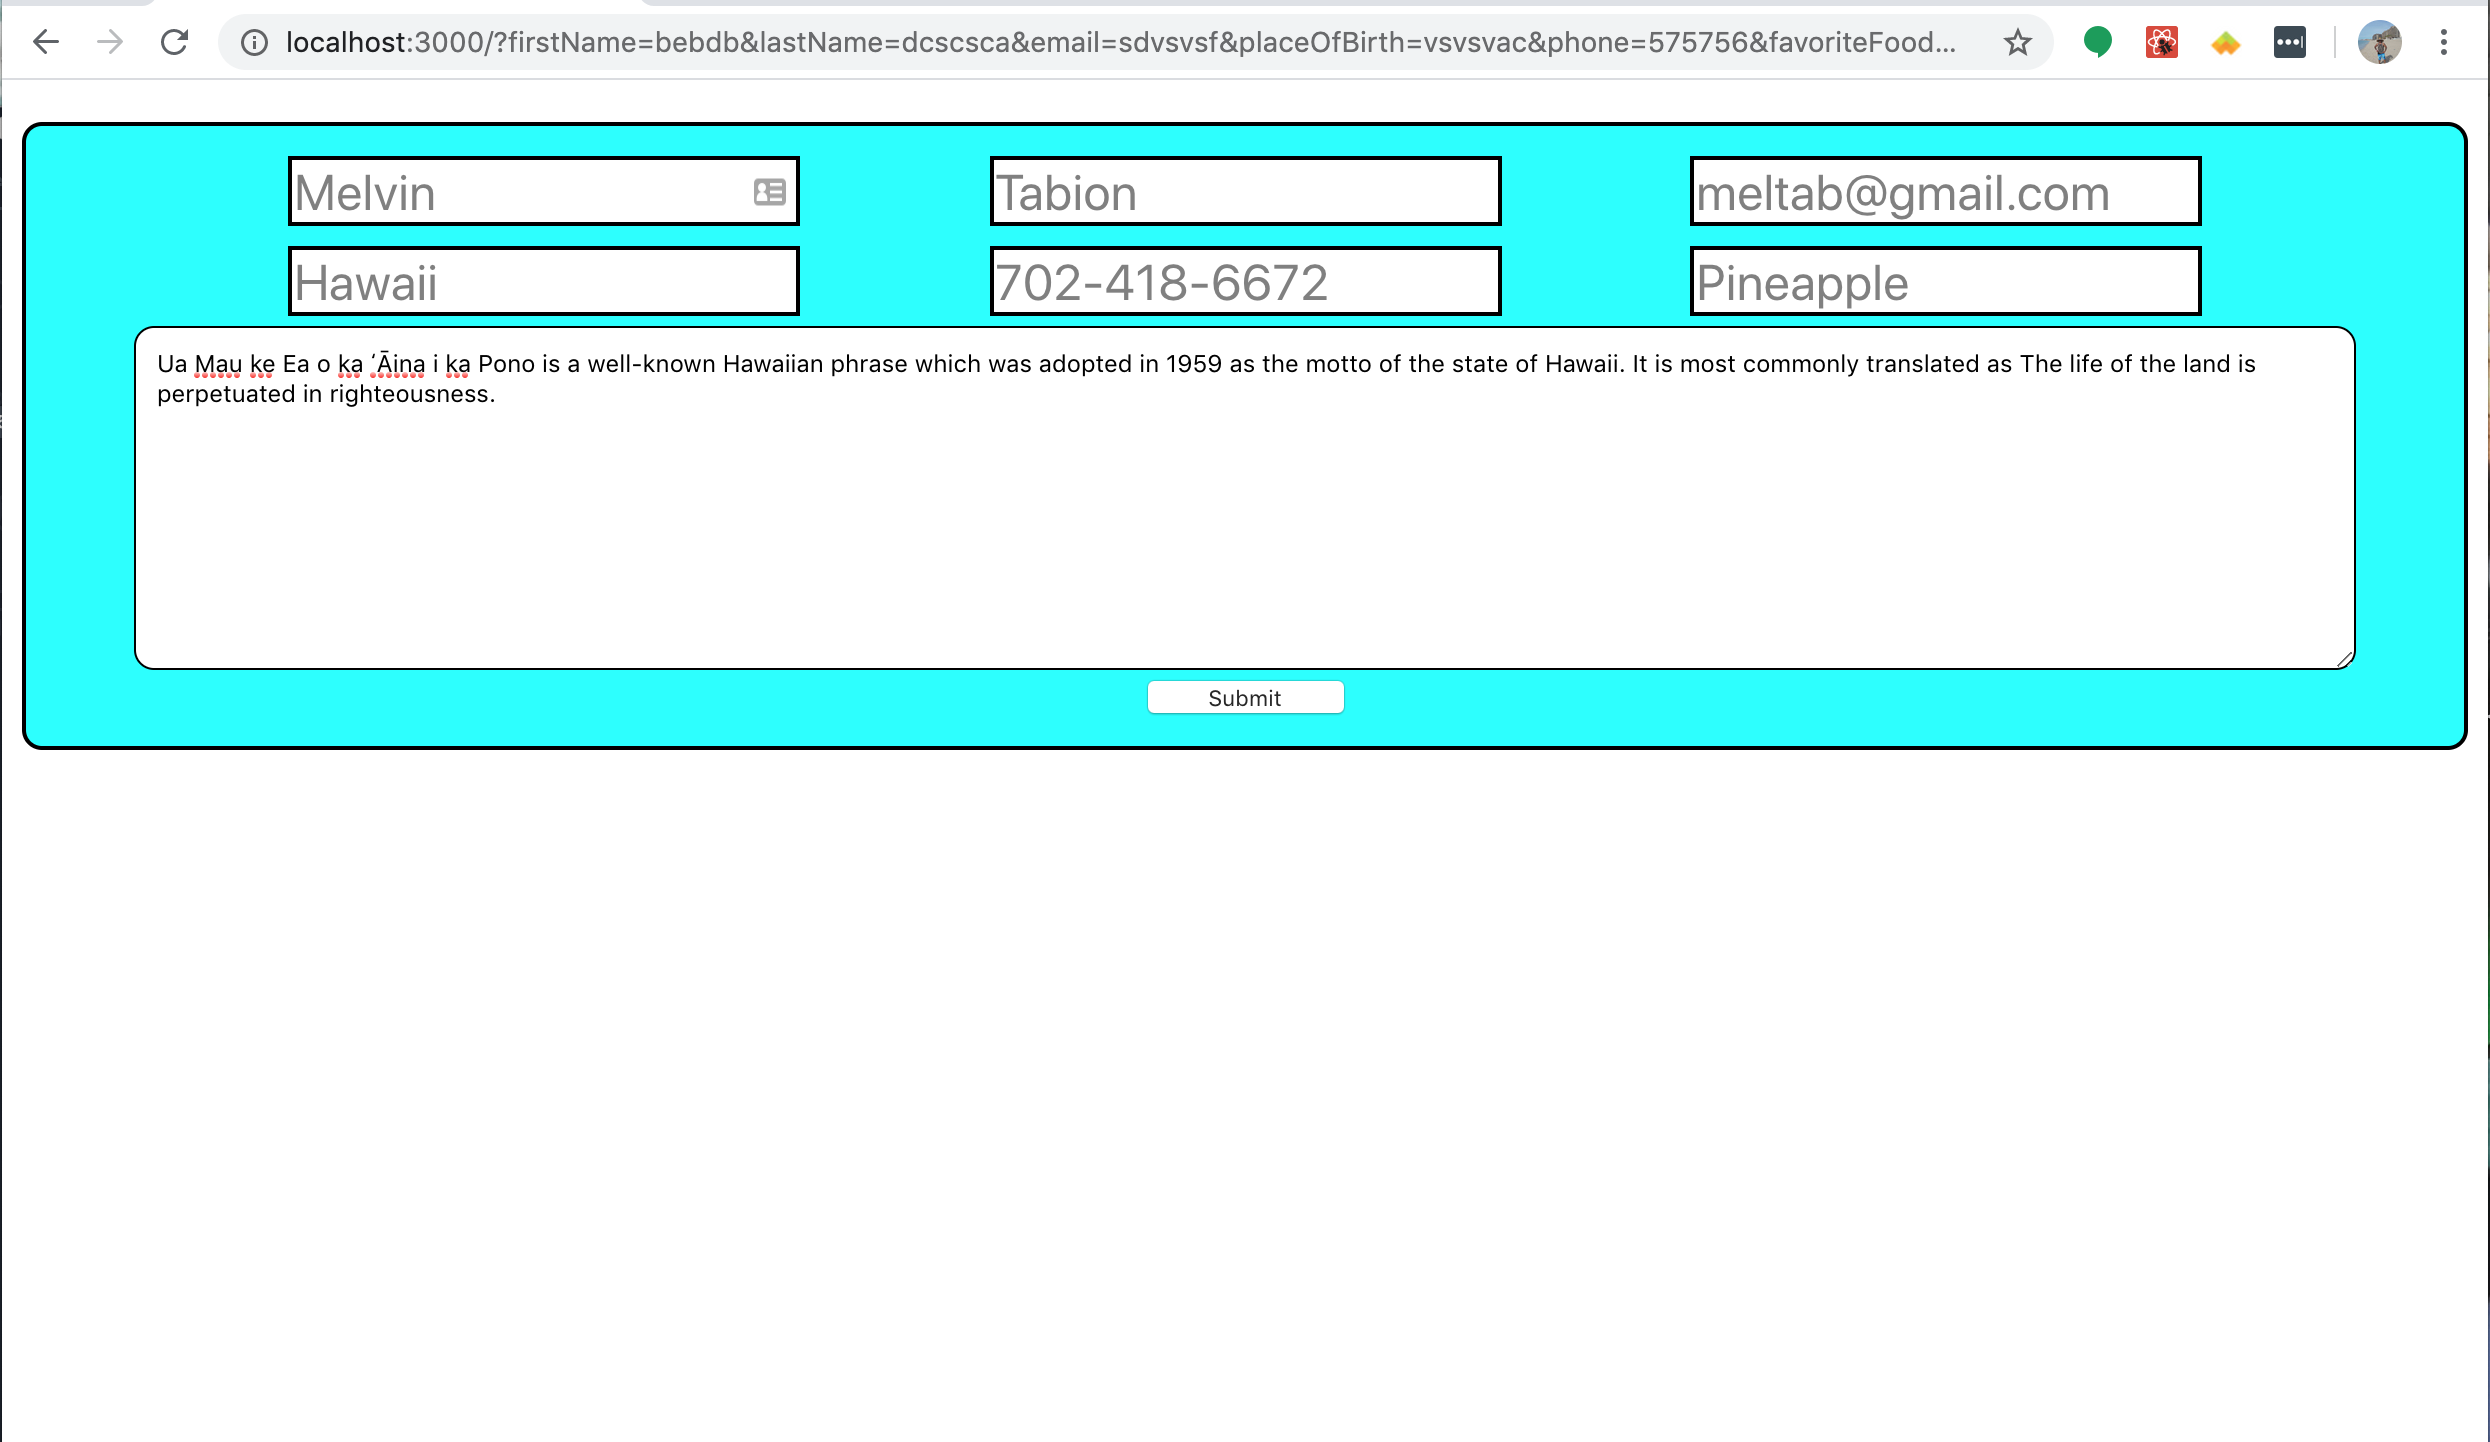 localhost:3000/?firstName=bebdb&lastName=dcscsca&email=sdvsvsf&placeOfBirth=vsvsvac&phone=575756&favoriteFood...
Melvin Tabion meltab@gmail.com
Hawaii 702-418-6672 Pineapple
Ua Mau ke Ea o ka ʻĀina i ka Pono is a well-known Hawaiian phrase which was adopted in 1959 as the motto of the state of Hawaii. It is most commonly translated as The life of the land is
perpetuated in righteousness.
Submit